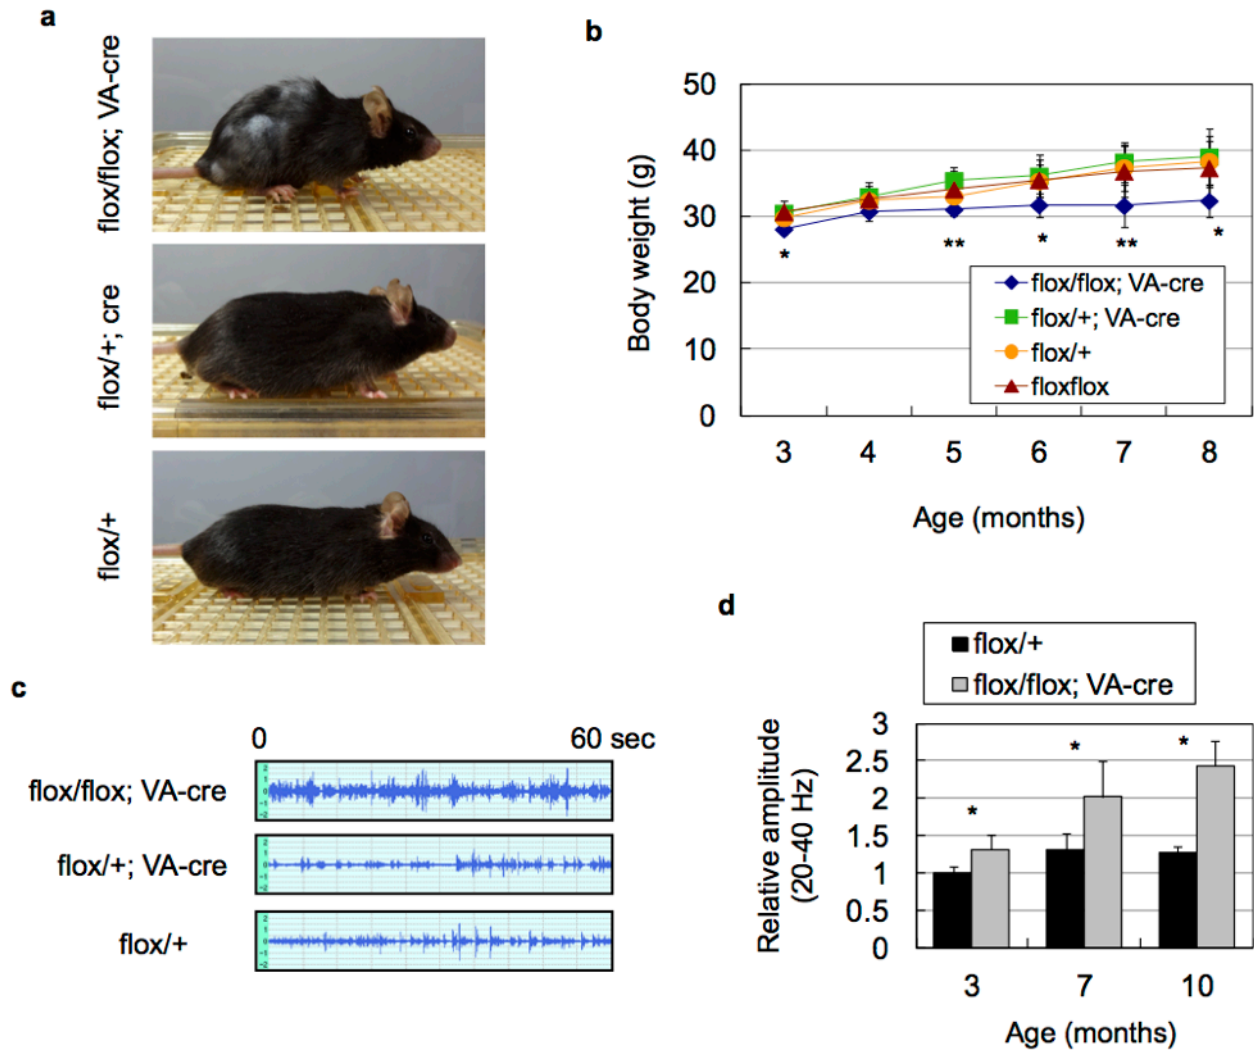 a
flox/flox; VA-cre
flox/+; cre
flox/+
b
Body weight (g)
50
40
30
20
10
0
*
**
*
**
*
flox/flox; VA-cre
flox/+; VA-cre
flox/+
floxflox
3 4 5 6 7 8
Age (months)
c
0 60 sec
flox/flox; VA-cre
flox/+; VA-cre
flox/+
d
flox/+
flox/flox; VA-cre
Relative amplitude
(20-40 Hz)
3
2.5
2
1.5
1
0.5
0
*
*
*
3 7 10
Age (months)